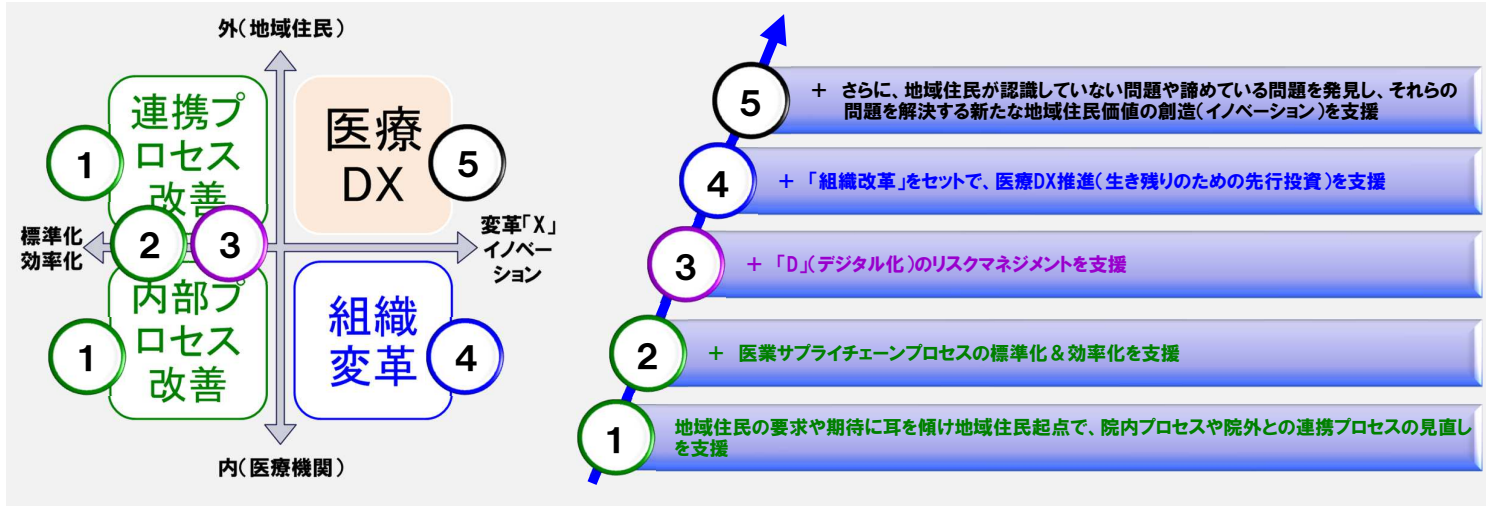 外(地域住民)
連携プ
ロセス
改善
1
医療
DX
5
標準化
効率化
2
3
変革「X」
イノベー
ション
内部プ
ロセス
改善
1
組織
変革
4
内(医療機関)
5
+ さらに、地域住民が認識していない問題や諦めている問題を発見し、それらの
問題を解決する新たな地域住民価値の創造(イノベーション)を支援
4
+ 「組織改革」をセットで、医療DX推進(生き残りのための先行投資)を支援
3
+ 「D」(デジタル化)のリスクマネジメントを支援
2
+ 医業サプライチェーンプロセスの標準化&効率化を支援
1
地域住民の要求や期待に耳を傾け地域住民起点で、院内プロセスや院外との連携プロセスの見直し
を支援